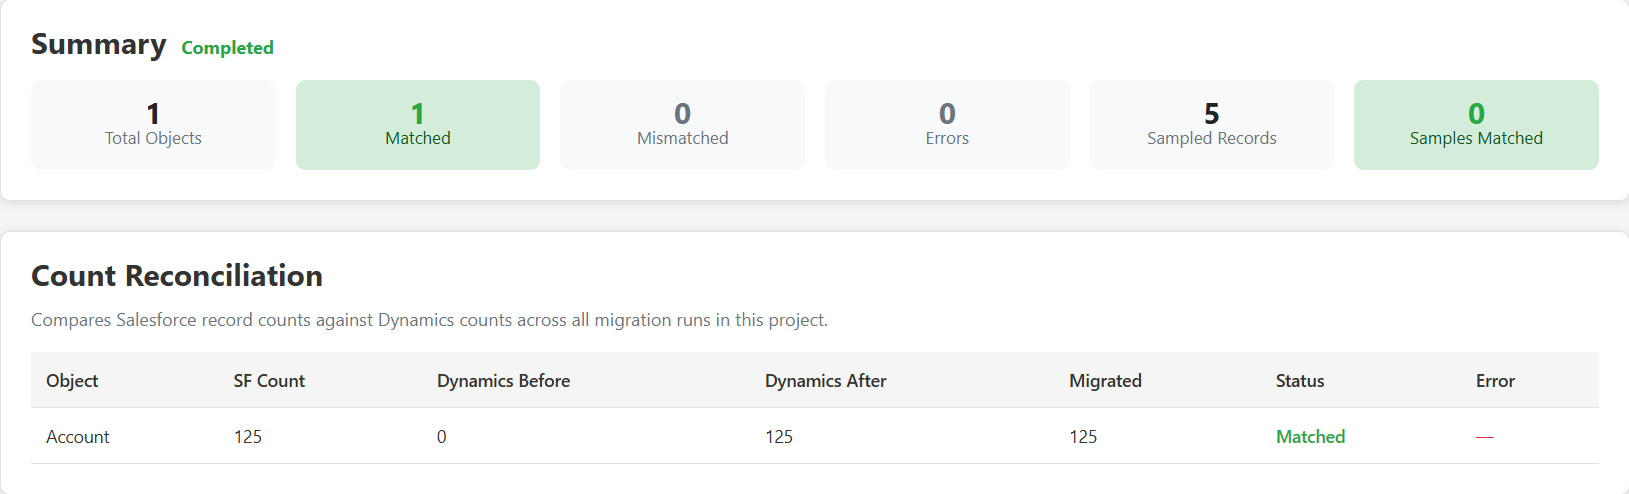 Summary Completed
1 1 0 0 5 0
Total Objects Matched Mismatched Errors Sampled Records Samples Matched
Count Reconciliation
Compares Salesforce record counts against Dynamics counts across all migration runs in this project.
Object SF Count Dynamics Before Dynamics After Migrated Status Error
Account 125 0 125 125 Matched —